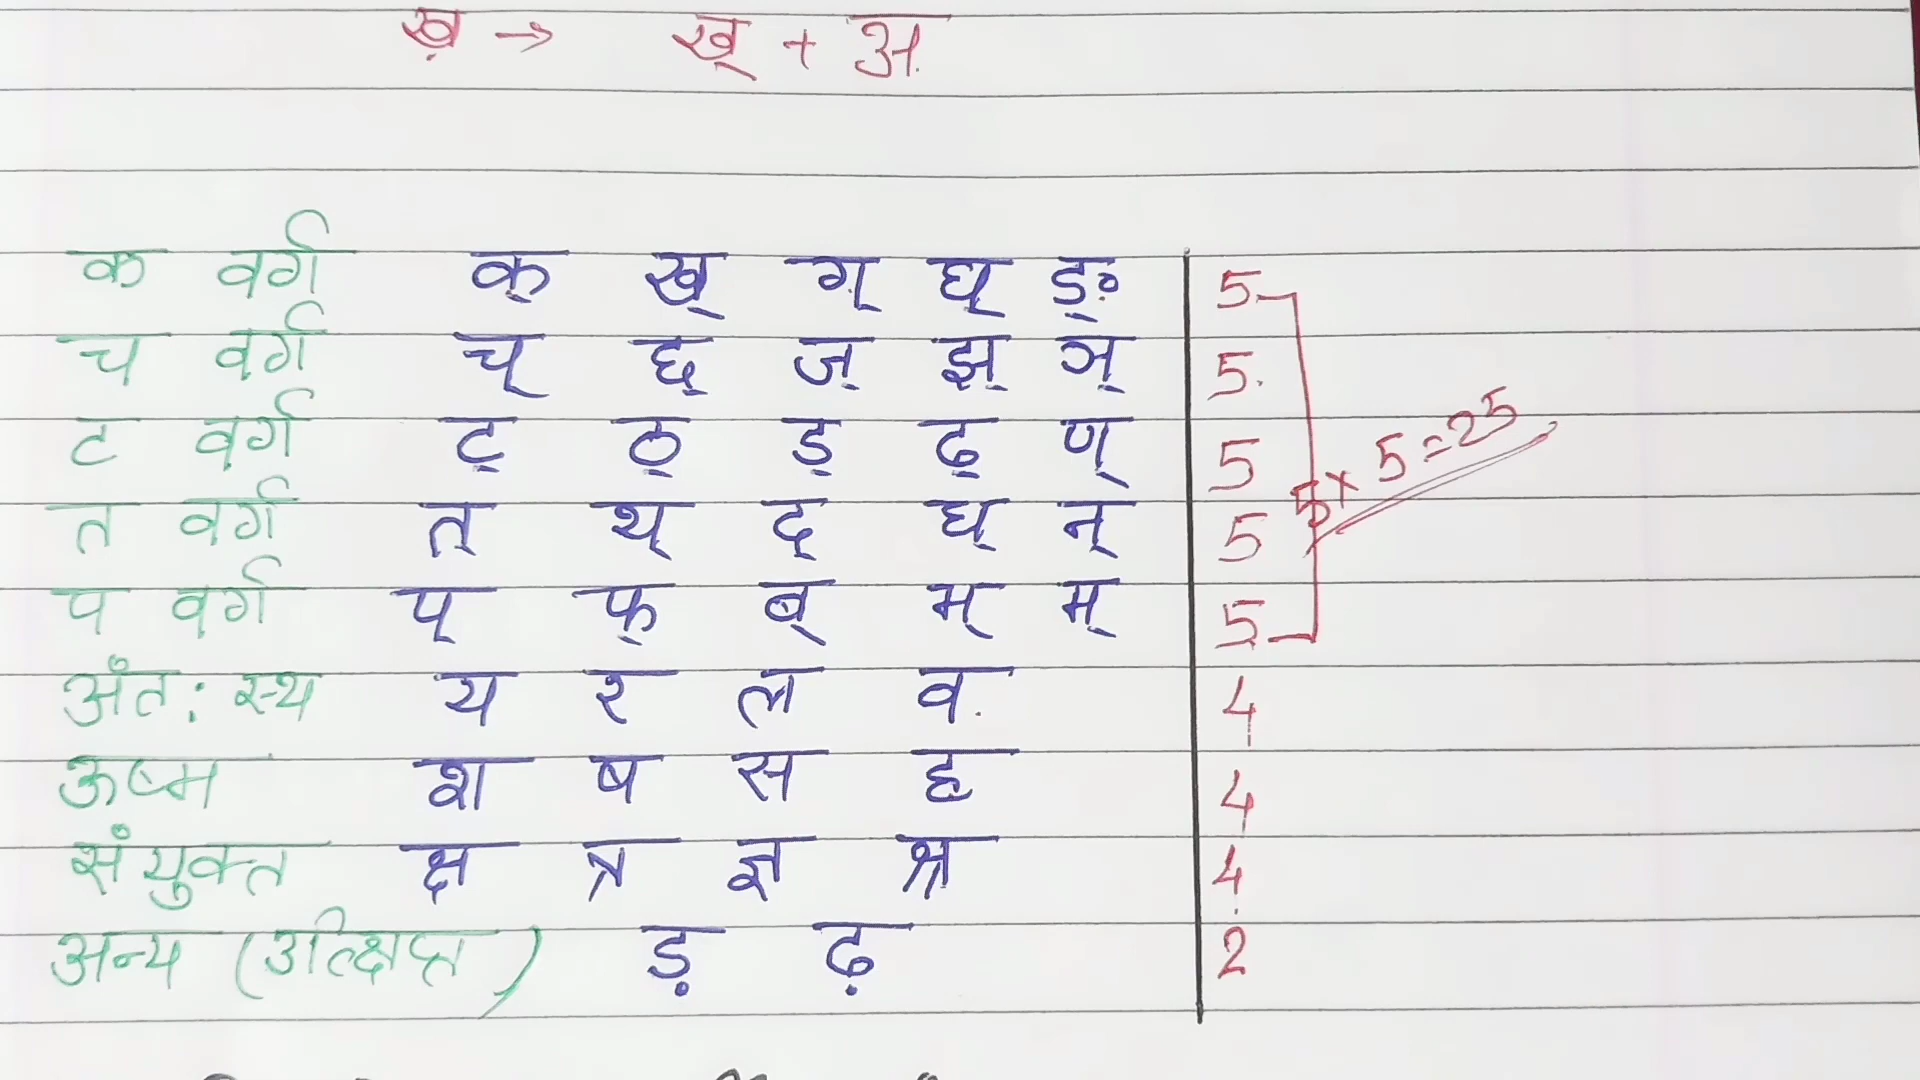 ख़ → ख् + अ
क वर्ग क् ख् ग् घ् ङ् 5
च वर्ग च् छ् ज् झ् ञ् 5
ट वर्ग ट् ठ् ड् ढ् ण् 5 5 × 5 = 25
त वर्ग त् थ् द् ध् न् 5
प वर्ग प् फ् ब् म् म् 5
अंत: स्थ य र ल व 4
ऊष्म श ष स ह 4
संयुक्त क्ष त्र ज्ञ श्र 4
अन्य (उत्क्षिप्त) ड़ ढ़ 2